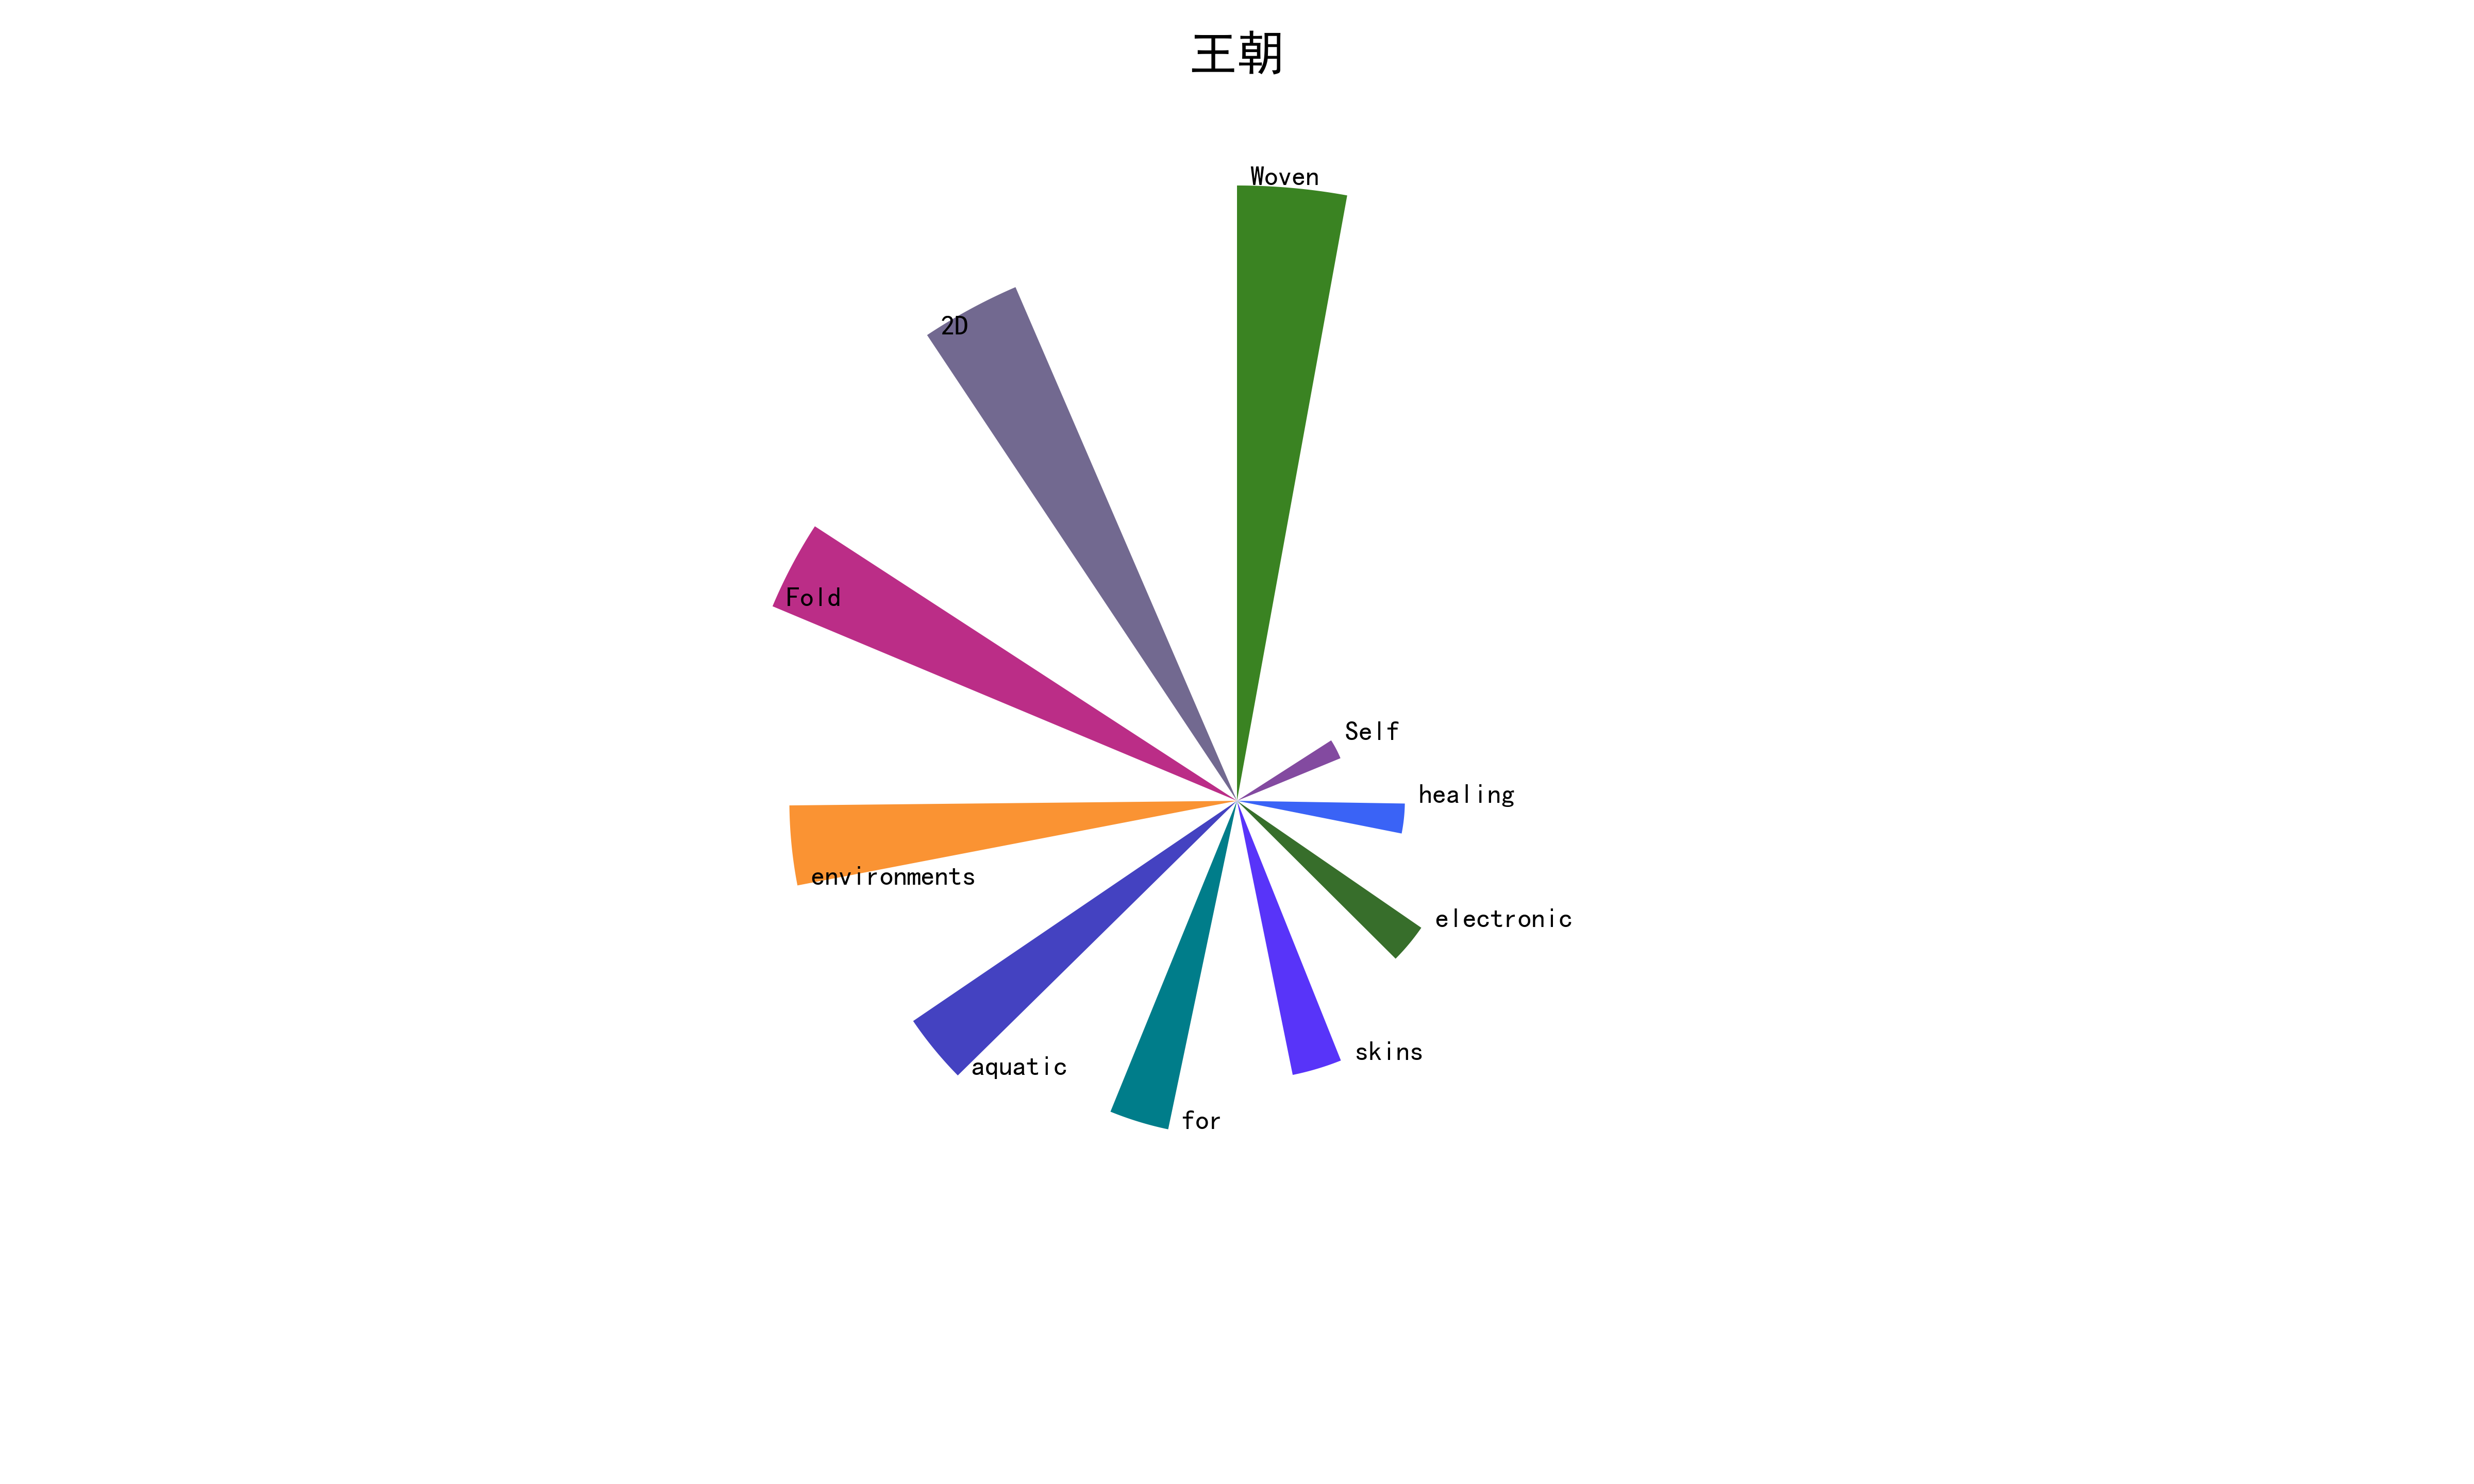 王朝
Woven
2D
Fold
Self
healing
environments
electronic
skins
aquatic
for